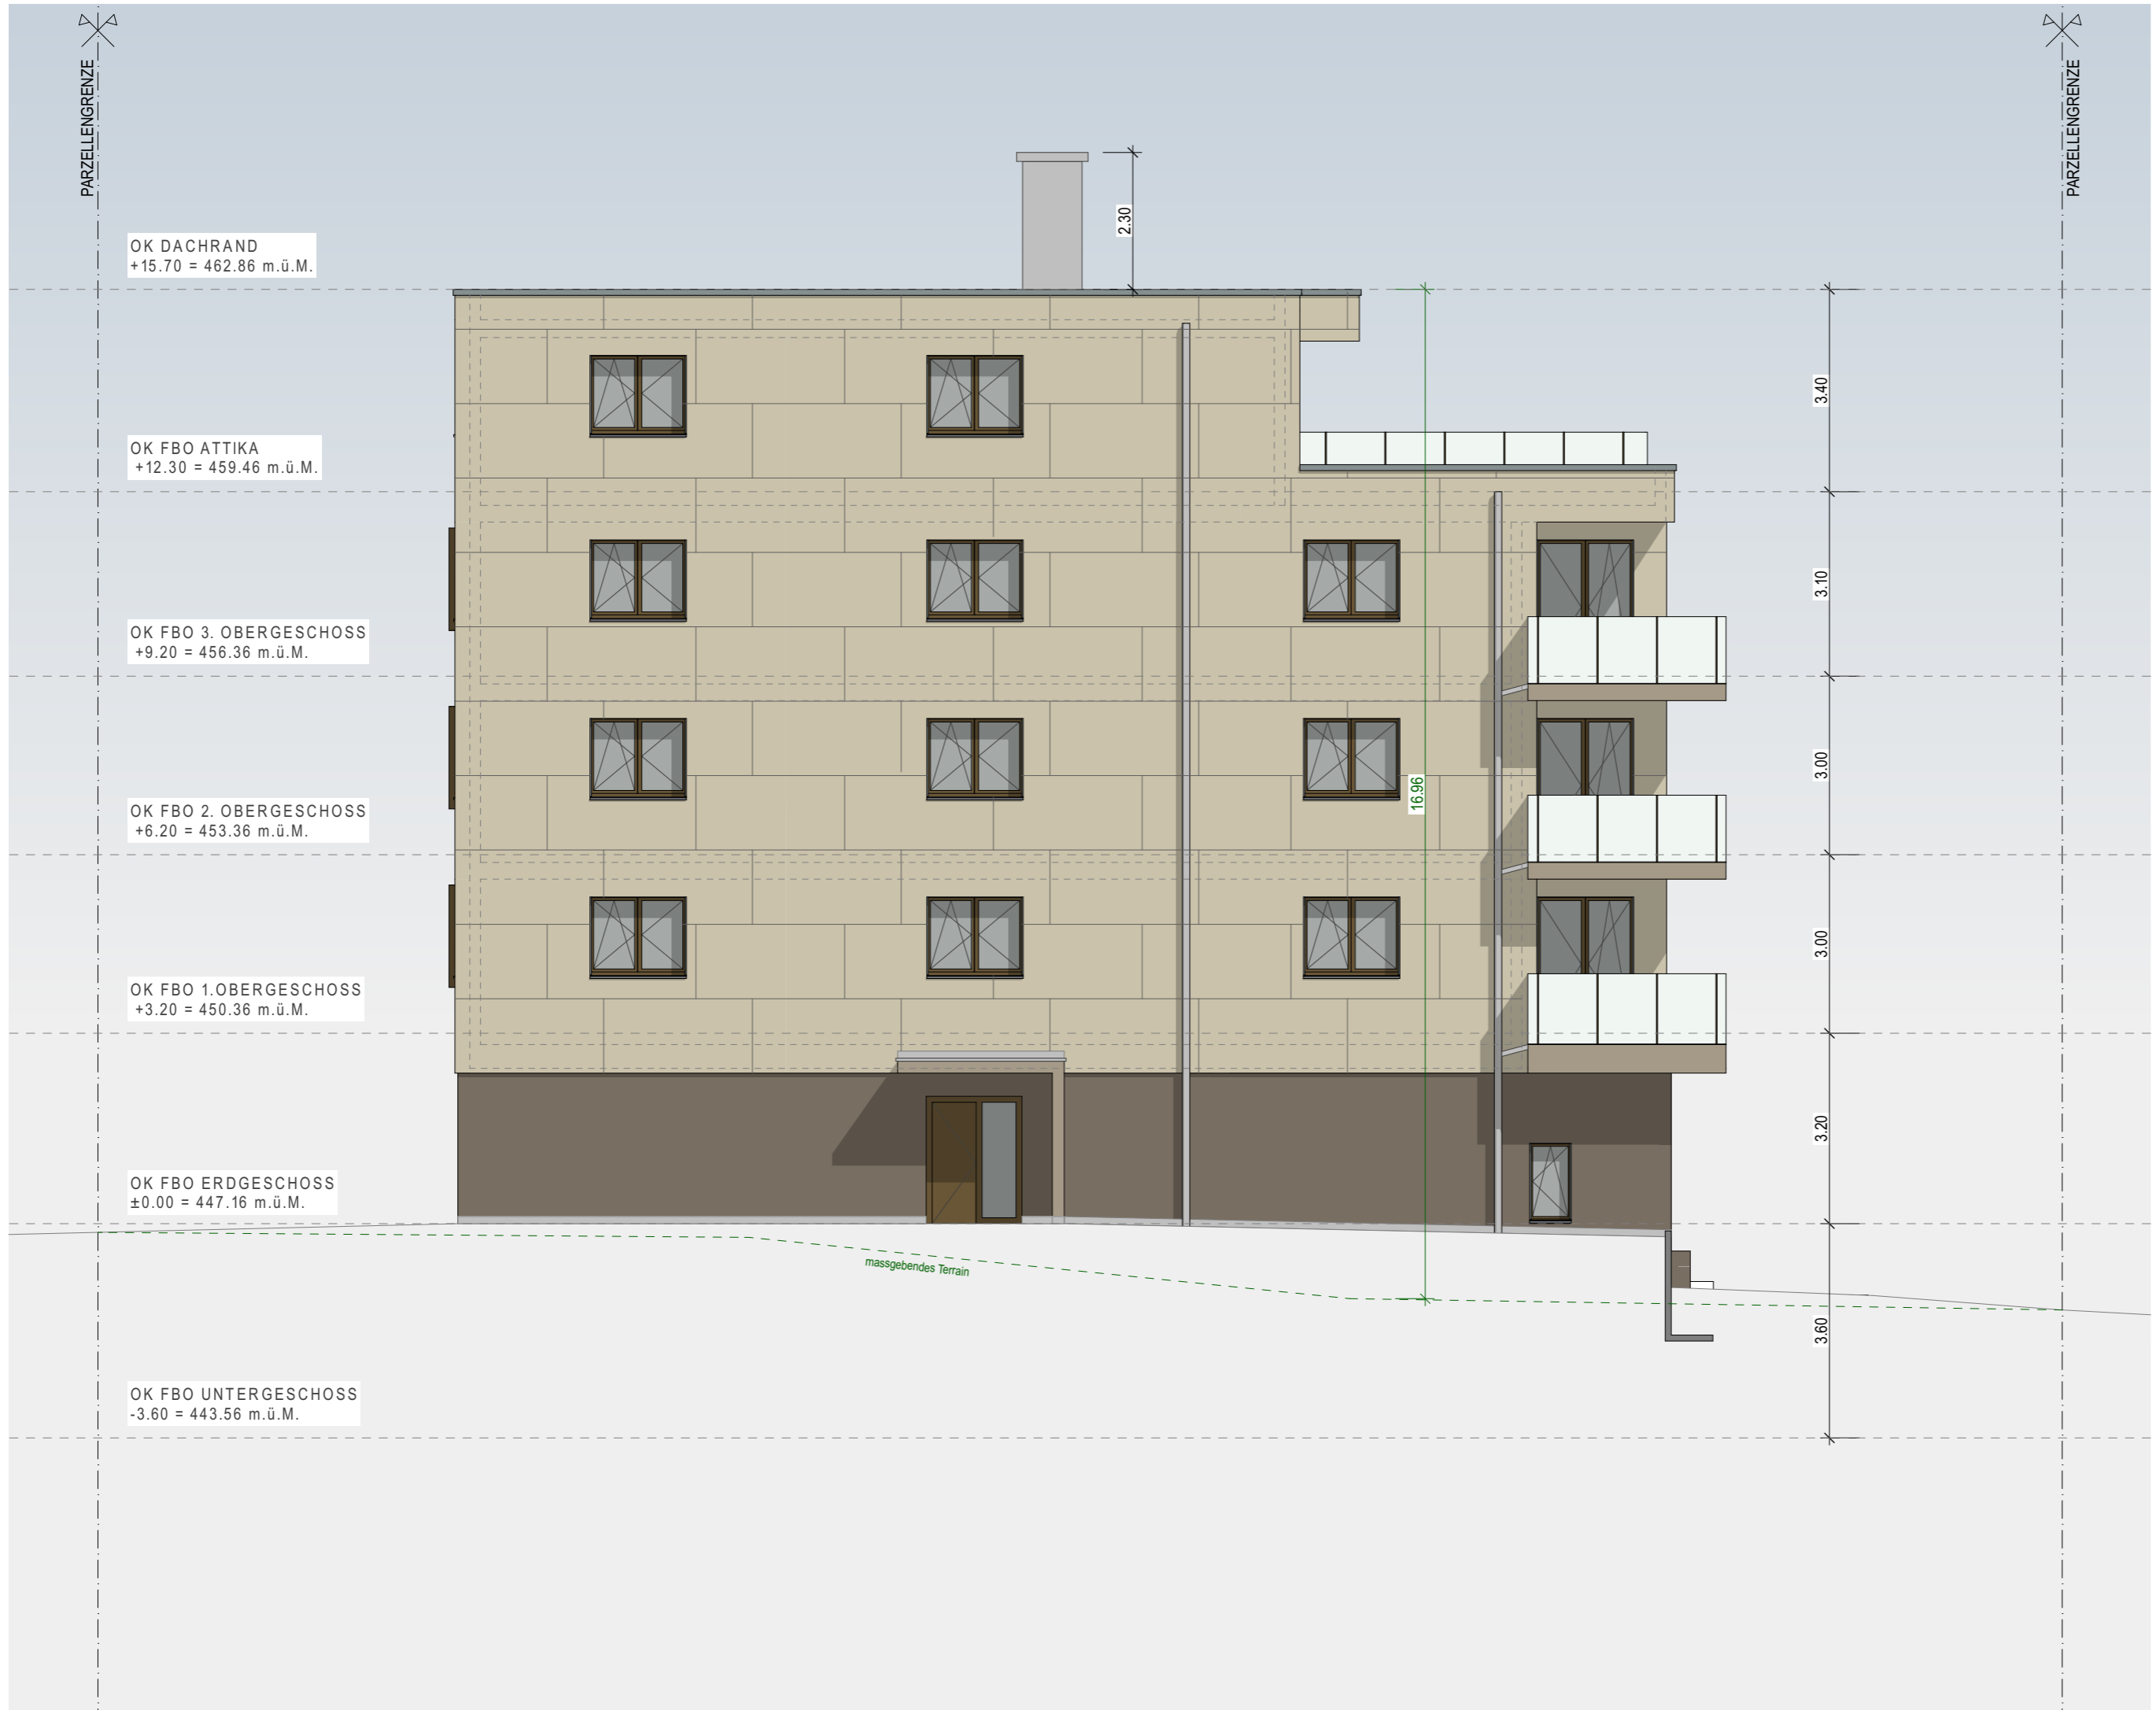 PARZELLENGRENZE
PARZELLENGRENZE
2.30
OK DACHRAND
+15.70 = 462.86 m.ü.M.
3.40
OK FBO ATTIKA
+12.30 = 459.46 m.ü.M.
3.10
OK FBO 3. OBERGESCHOSS
+9.20 = 456.36 m.ü.M.
3.00
16.96
OK FBO 2. OBERGESCHOSS
+6.20 = 453.36 m.ü.M.
3.00
OK FBO 1.OBERGESCHOSS
+3.20 = 450.36 m.ü.M.
3.20
OK FBO ERDGESCHOSS
±0.00 = 447.16 m.ü.M.
massgebendes Terrain
3.60
OK FBO UNTERGESCHOSS
-3.60 = 443.56 m.ü.M.